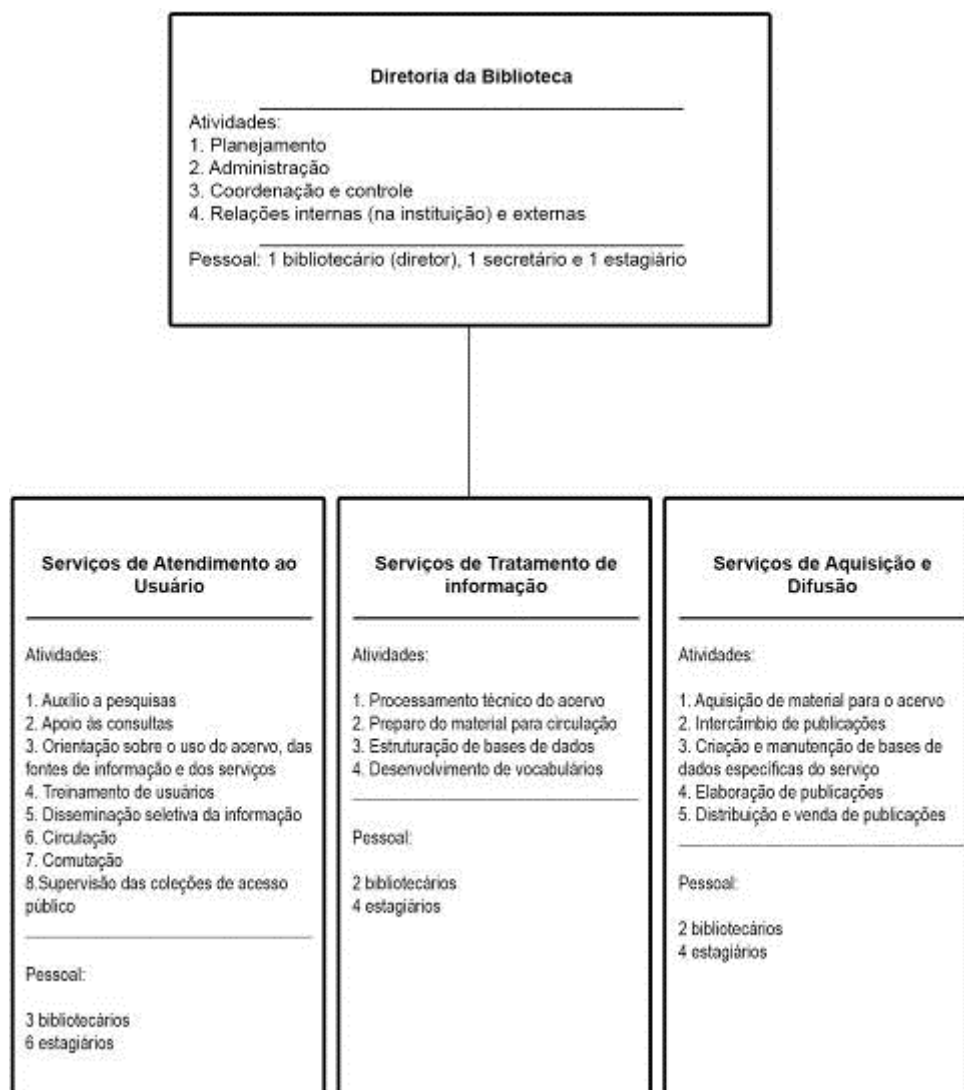 Diretoria da Biblioteca
Atividades:
1. Planejamento
2. Administração
3. Coordenação e controle
4. Relações internas (na instituição) e externas
Pessoal: 1 bibliotecário (diretor), 1 secretário e 1 estagiário
Serviços de Atendimento ao
Usuário
Atividades:
1. Auxílio a pesquisas
2. Apoio às consultas
3. Orientação sobre o uso do acervo, das
fontes de informação e dos serviços
4. Treinamento de usuários
5. Disseminação seletiva da informação
6. Circulação
7. Comutação
8.Supervisão das coleções de acesso
público
Pessoal:
3 bibliotecários
6 estagiários
Serviços de Tratamento de
informação
Atividades:
1. Processamento técnico do acervo
2. Preparo do material para circulação
3. Estruturação de bases de dados
4. Desenvolvimento de vocabulários
Pessoal:
2 bibliotecários
4 estagiários
Serviços de Aquisição e
Difusão
Atividades:
1. Aquisição de material para o acervo
2. Intercâmbio de publicações
3. Criação e manutenção de bases de
dados específicas do serviço
4. Elaboração de publicações
5. Distribuição e venda de publicações
Pessoal:
2 bibliotecários
4 estagiários